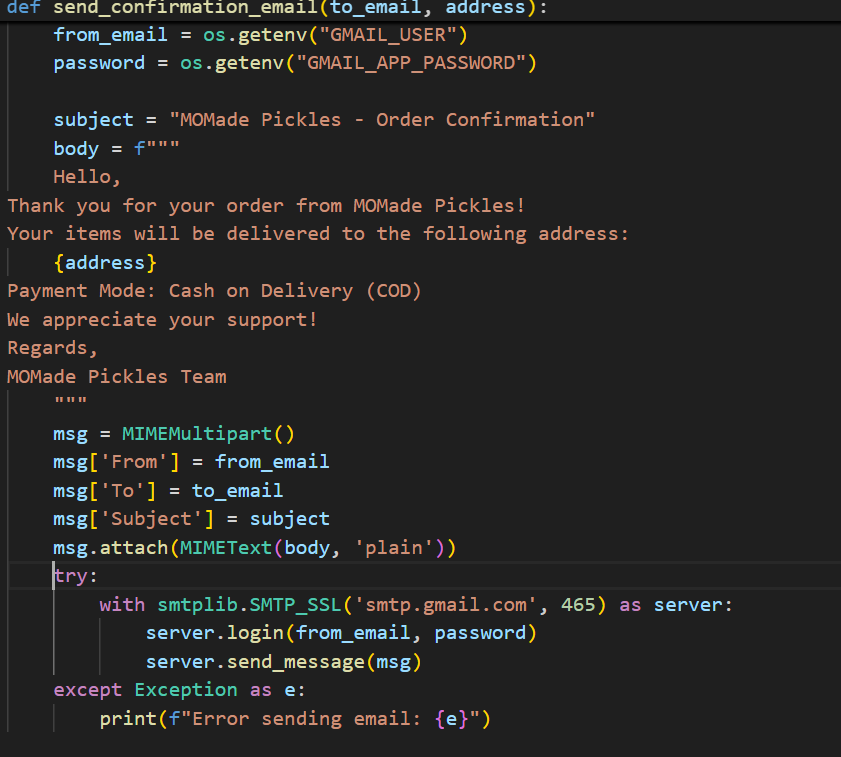 def send_confirmation_email(to_email, address):
    from_email = os.getenv("GMAIL_USER")
    password = os.getenv("GMAIL_APP_PASSWORD")

    subject = "MOMade Pickles - Order Confirmation"
    body = f"""
    Hello,
Thank you for your order from MOMade Pickles!
Your items will be delivered to the following address:
    {address}
Payment Mode: Cash on Delivery (COD)
We appreciate your support!
Regards,
MOMade Pickles Team
    """
    msg = MIMEMultipart()
    msg['From'] = from_email
    msg['To'] = to_email
    msg['Subject'] = subject
    msg.attach(MIMEText(body, 'plain'))
    try:
        with smtplib.SMTP_SSL('smtp.gmail.com', 465) as server:
            server.login(from_email, password)
            server.send_message(msg)
    except Exception as e:
        print(f"Error sending email: {e}")